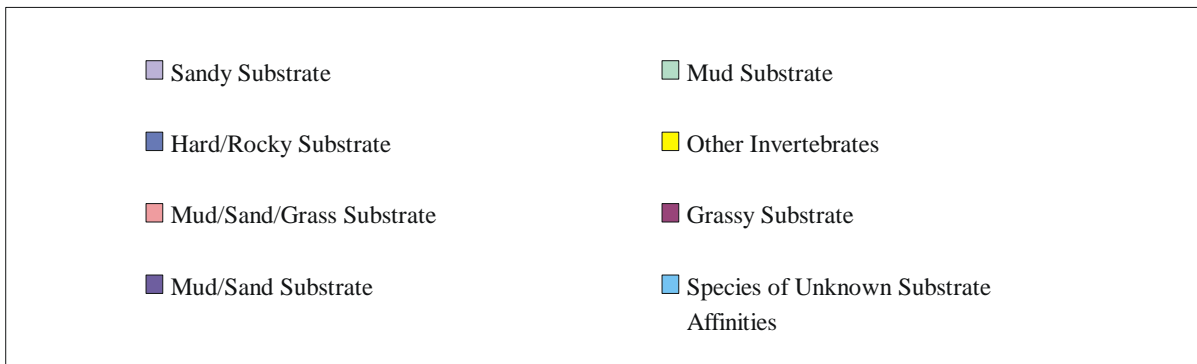 Sandy Substrate
Mud Substrate
Hard/Rocky Substrate
Other Invertebrates
Mud/Sand/Grass Substrate
Grassy Substrate
Mud/Sand Substrate
Species of Unknown Substrate
Affinities